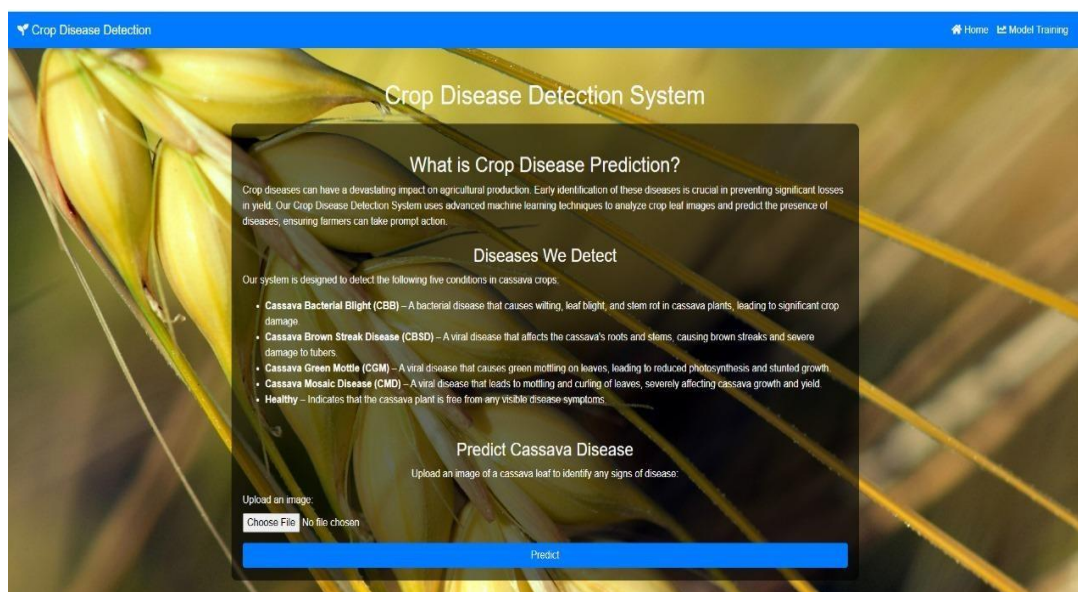 Crop Disease Detection
Home Model Training
Crop Disease Detection System
What is Crop Disease Prediction?
Crop diseases can have a devastating impact on agricultural production. Early identification of these diseases is crucial in preventing significant losses
in yield. Our Crop Disease Detection System uses advanced machine learning techniques to analyze crop leaf images and predict the presence of
diseases, ensuring farmers can take prompt action.
Diseases We Detect
Our system is designed to detect the following five conditions in cassava crops:
• Cassava Bacterial Blight (CBB) – A bacterial disease that causes wilting, leaf blight, and stem rot in cassava plants, leading to significant crop
damage.
• Cassava Brown Streak Disease (CBSD) – A viral disease that affects the cassava's roots and stems, causing brown streaks and severe
damage to tubers.
• Cassava Green Mottle (CGM) – A viral disease that causes green mottling on leaves, leading to reduced photosynthesis and stunted growth.
• Cassava Mosaic Disease (CMD) – A viral disease that leads to mottling and curling of leaves, severely affecting cassava growth and yield.
• Healthy – Indicates that the cassava plant is free from any visible disease symptoms.
Predict Cassava Disease
Upload an image of a cassava leaf to identify any signs of disease:
Upload an image:
Choose File No file chosen
Predict